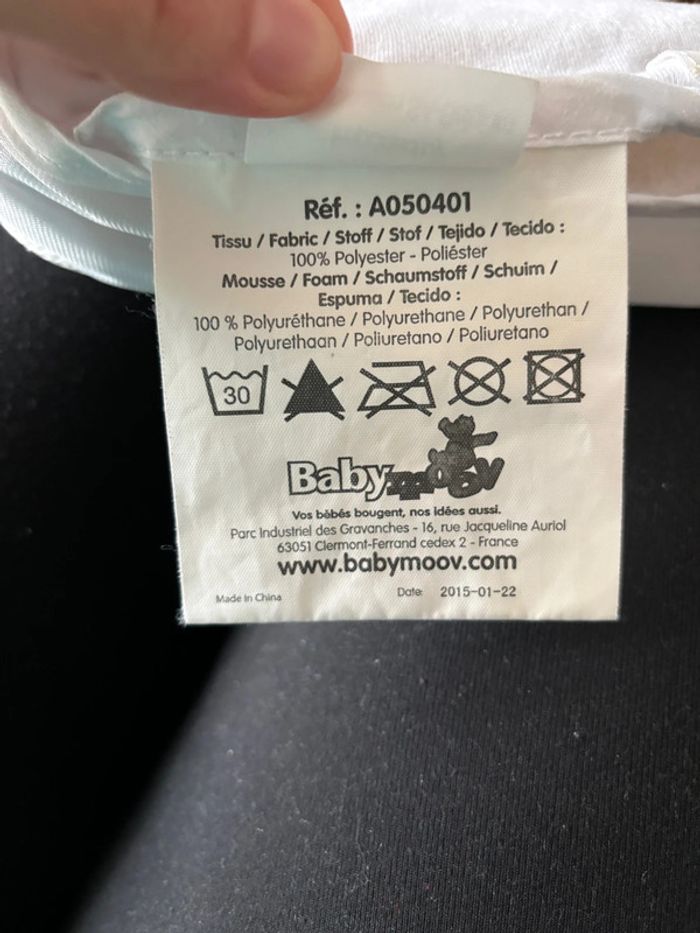 Réf. : A050401
Tissu / Fabric / Stoff / Stof / Tejido / Tecido :
100% Polyester - Poliéster
Mousse / Foam / Schaumstoff / Schuim /
Espuma / Tecido :
100 % Polyuréthane / Polyurethane / Polyurethan /
Polyurethaan / Poliuretano / Poliuretano
30
Babymoov
Vos bébés bougent, nos idées aussi.
Parc Industriel des Gravanches - 16, rue Jacqueline Auriol
63051 Clermont-Ferrand cedex 2 - France
www.babymoov.com
Made in China Date: 2015-01-22